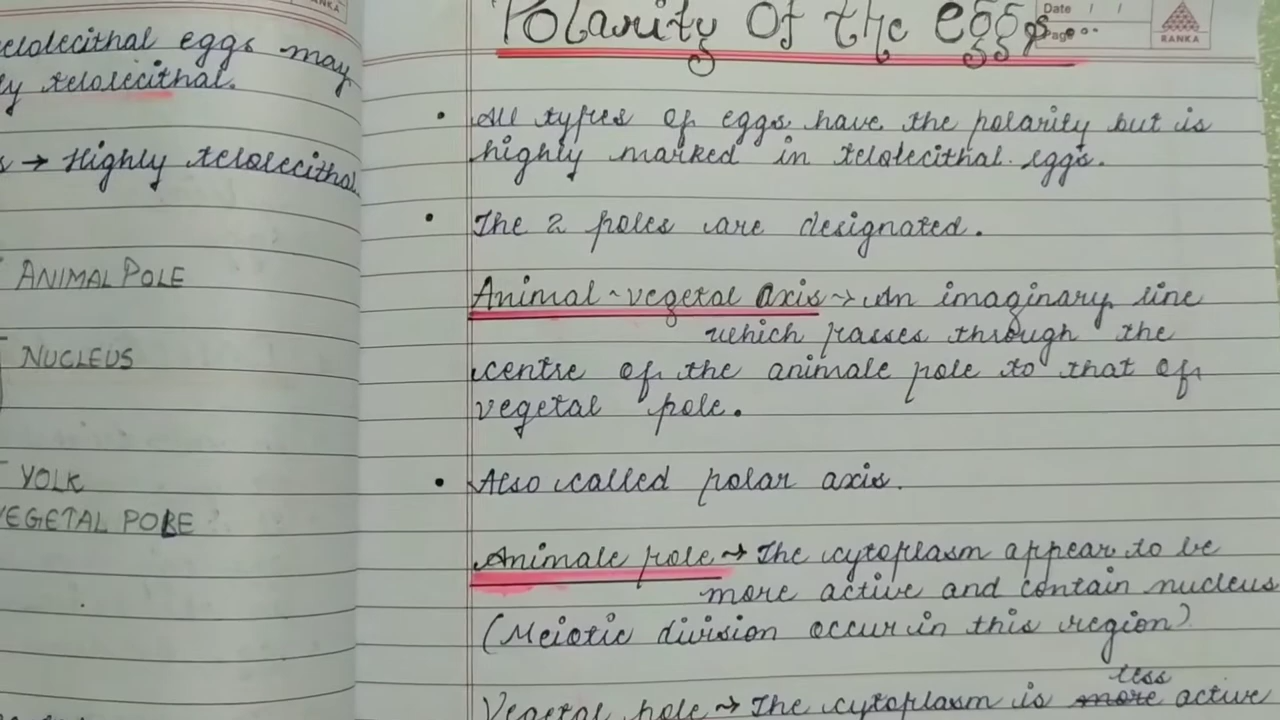 telolecithal eggs may
ly telolecithal.
s → Highly telolecithal
ANIMAL POLE
NUCLEUS
YOLK
VEGETAL POLE
Polarity of the eggs
Date / /
Page
RANKA
• All types of eggs have the polarity but is
highly marked in telolecithal eggs.
• The 2 poles are designated.
Animal-vegetal axis → An imaginary line
which passes through the
centre of the animale pole to that of
vegetal pole.
• Also called polar axis.
Animale pole → The cytoplasm appear to be
more active and contain nucleus
(Meiotic division occur in this region)
less
Vegetal pole → The cytoplasm is more active